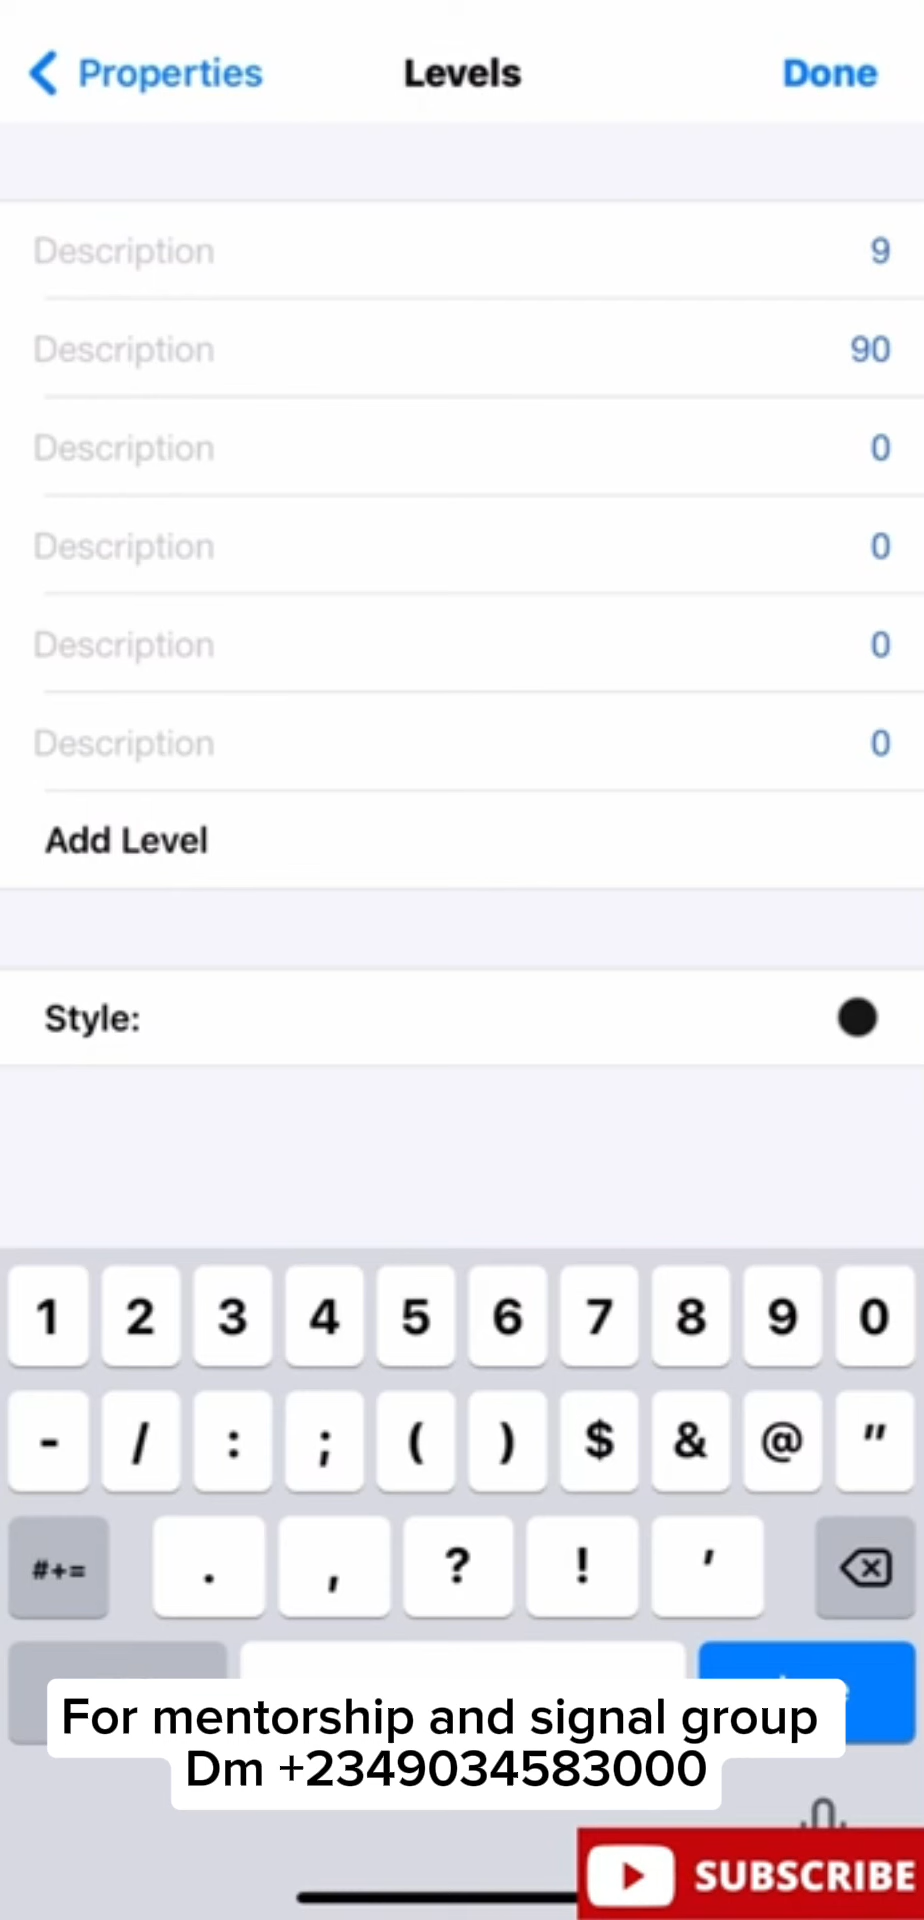 Properties Levels Done
Description 9
Description 90
Description 0
Description 0
Description 0
Description 0
Add Level
Style:
1 2 3 4 5 6 7 8 9 0
- / : ; ( ) $ & @ "
#+= . , ? ! '
For mentorship and signal group
Dm +2349034583000
SUBSCRIBE